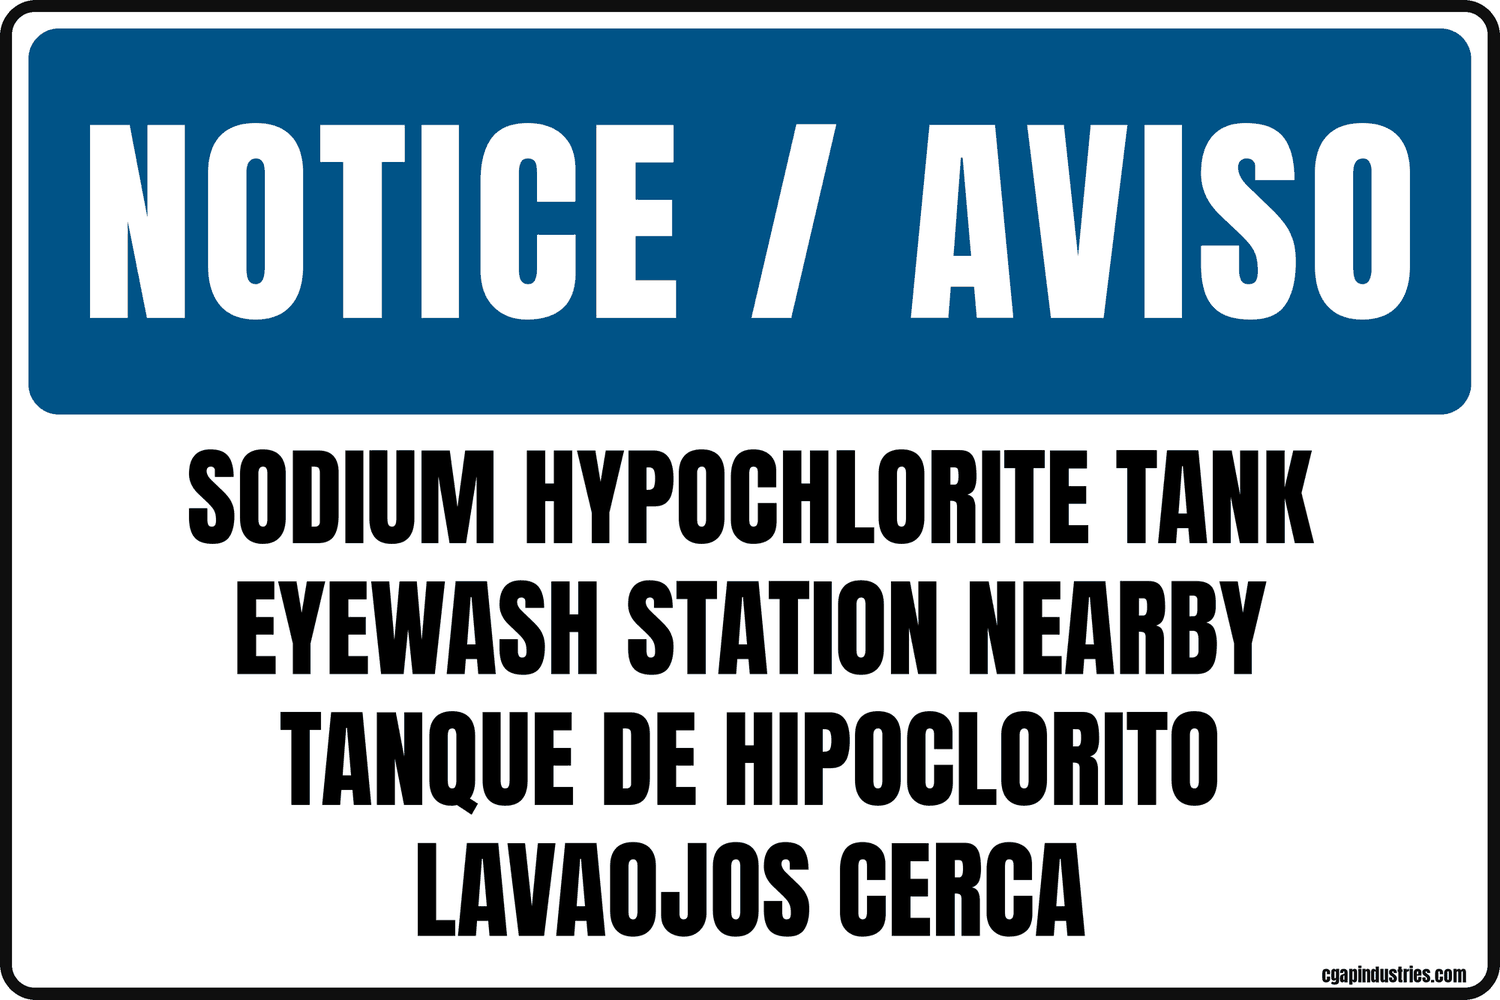 NOTICE / AVISO
SODIUM HYPOCHLORITE TANK
EYEWASH STATION NEARBY
TANQUE DE HIPOCLORITO
LAVAOJOS CERCA
cgapindustries.com